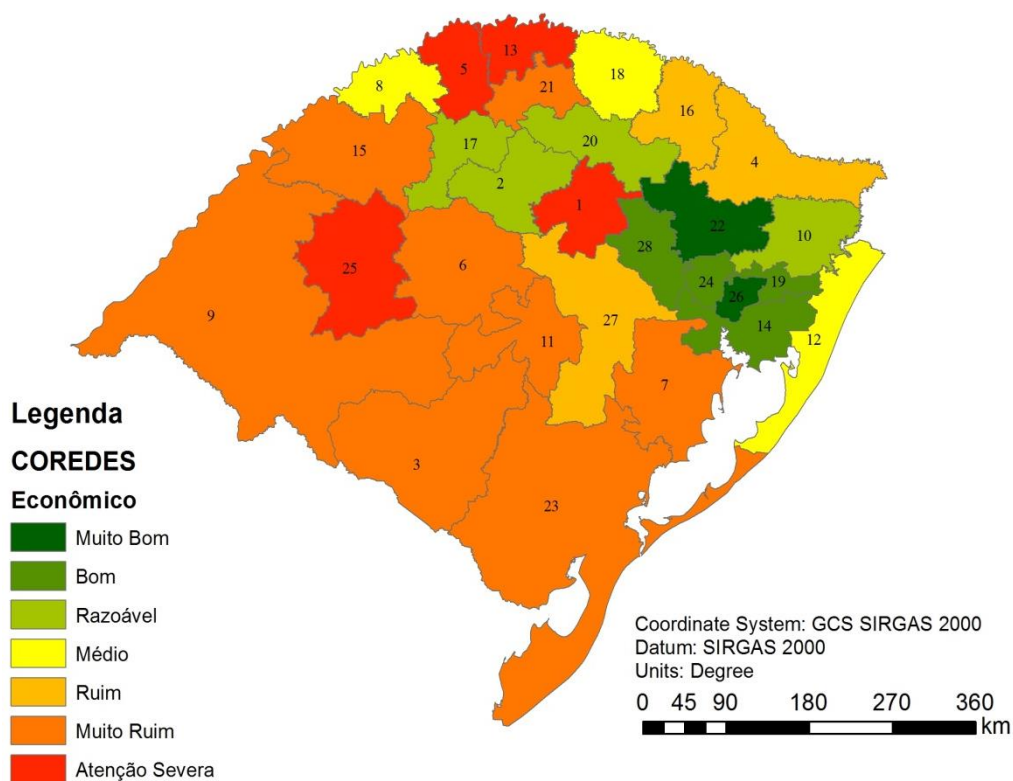 13
5
18
8
21
16
20
17
15
4
2
1
22
10
28
25
6
24
19
26
9
14
27
12
11
7
3
23
Legenda
COREDES
Econômico
Muito Bom
Bom
Razoável
Médio
Ruim
Muito Ruim
Atenção Severa
Coordinate System: GCS SIRGAS 2000
Datum: SIRGAS 2000
Units: Degree
0 45 90 180 270 360
km